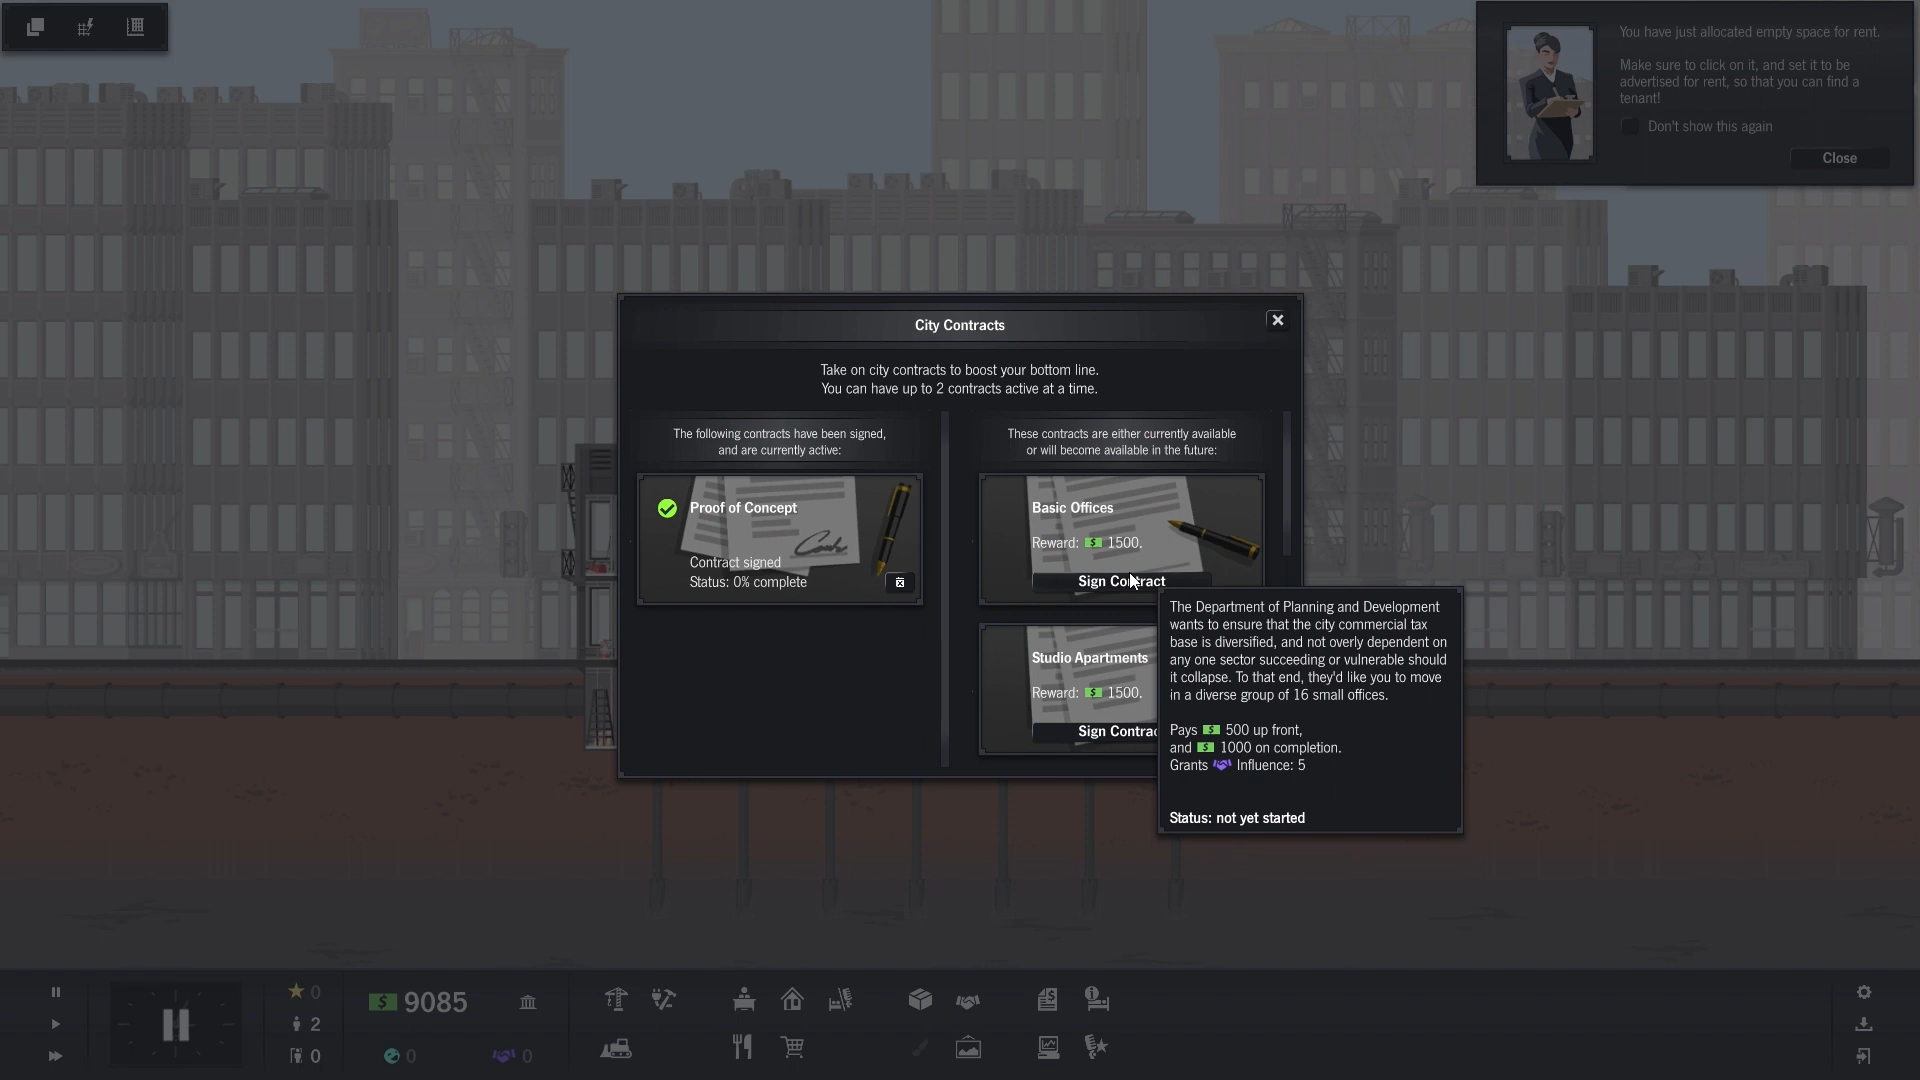 You have just allocated empty space for rent.
Make sure to click on it, and set it to be
advertised for rent, so that you can find a
tenant!
Don't show this again
Close
City Contracts
Take on city contracts to boost your bottom line.
You can have up to 2 contracts active at a time.
The following contracts have been signed,
and are currently active:
Proof of Concept
Contract signed
Status: 0% complete
These contracts are either currently available
or will become available in the future:
Basic Offices
Reward: $ 1500.
Sign Contract
Studio Apartments
Reward: $ 1500.
Sign Contrac
The Department of Planning and Development
wants to ensure that the city commercial tax
base is diversified, and not overly dependent on
any one sector succeeding or vulnerable should
it collapse. To that end, they'd like you to move
in a diverse group of 16 small offices.
Pays $ 500 up front,
and $ 1000 on completion.
Grants Influence: 5
Status: not yet started
0
2
0
$ 9085
0
0